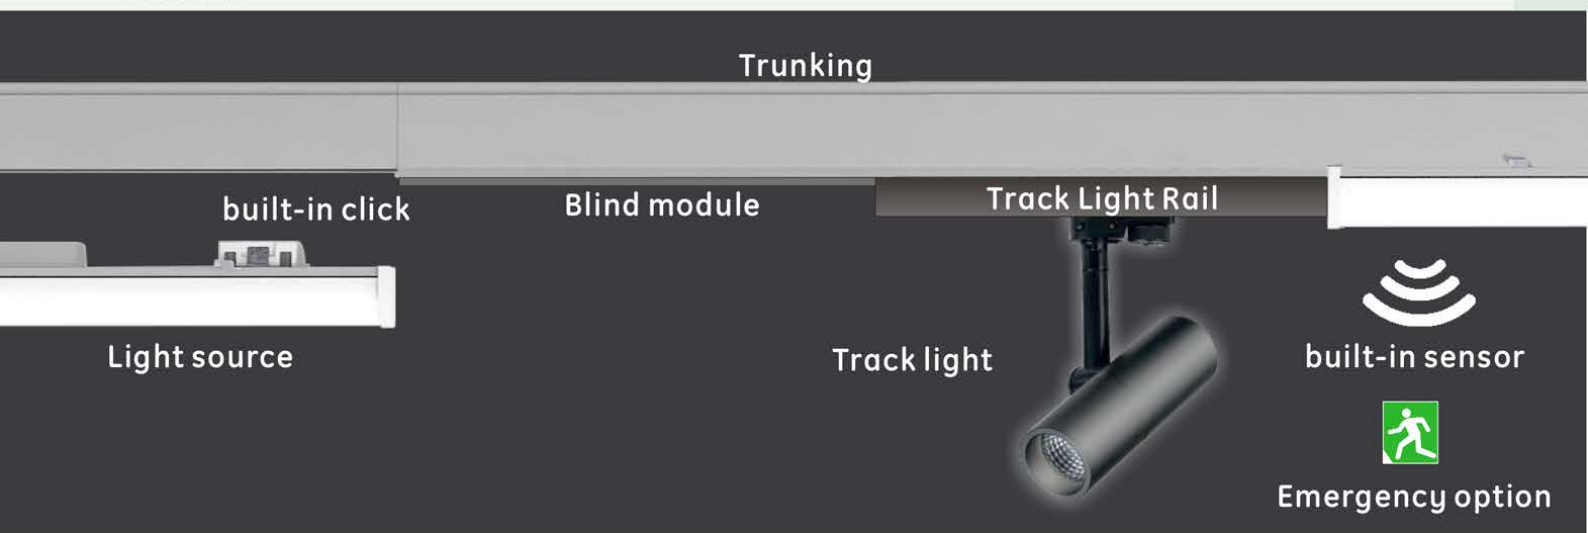 Trunking
built-in click
Blind module
Track Light Rail
Light source
Track light
built-in sensor
Emergency option